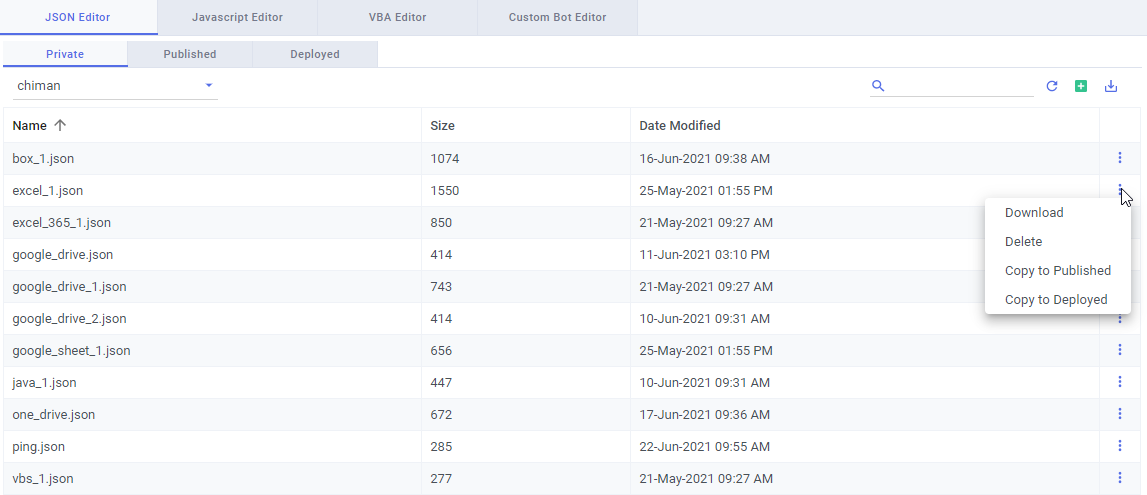 JSON Editor Javascript Editor VBA Editor Custom Bot Editor
Private Published Deployed
chiman
Name Size Date Modified
box_1.json 1074 16-Jun-2021 09:38 AM
excel_1.json 1550 25-May-2021 01:55 PM
excel_365_1.json 850 21-May-2021 09:27 AM
google_drive.json 414 11-Jun-2021 03:10 PM
google_drive_1.json 743 21-May-2021 09:27 AM
google_drive_2.json 414 10-Jun-2021 09:31 AM
google_sheet_1.json 656 25-May-2021 01:55 PM
java_1.json 447 10-Jun-2021 09:31 AM
one_drive.json 672 17-Jun-2021 09:36 AM
ping.json 285 22-Jun-2021 09:55 AM
vbs_1.json 277 21-May-2021 09:27 AM
Download
Delete
Copy to Published
Copy to Deployed